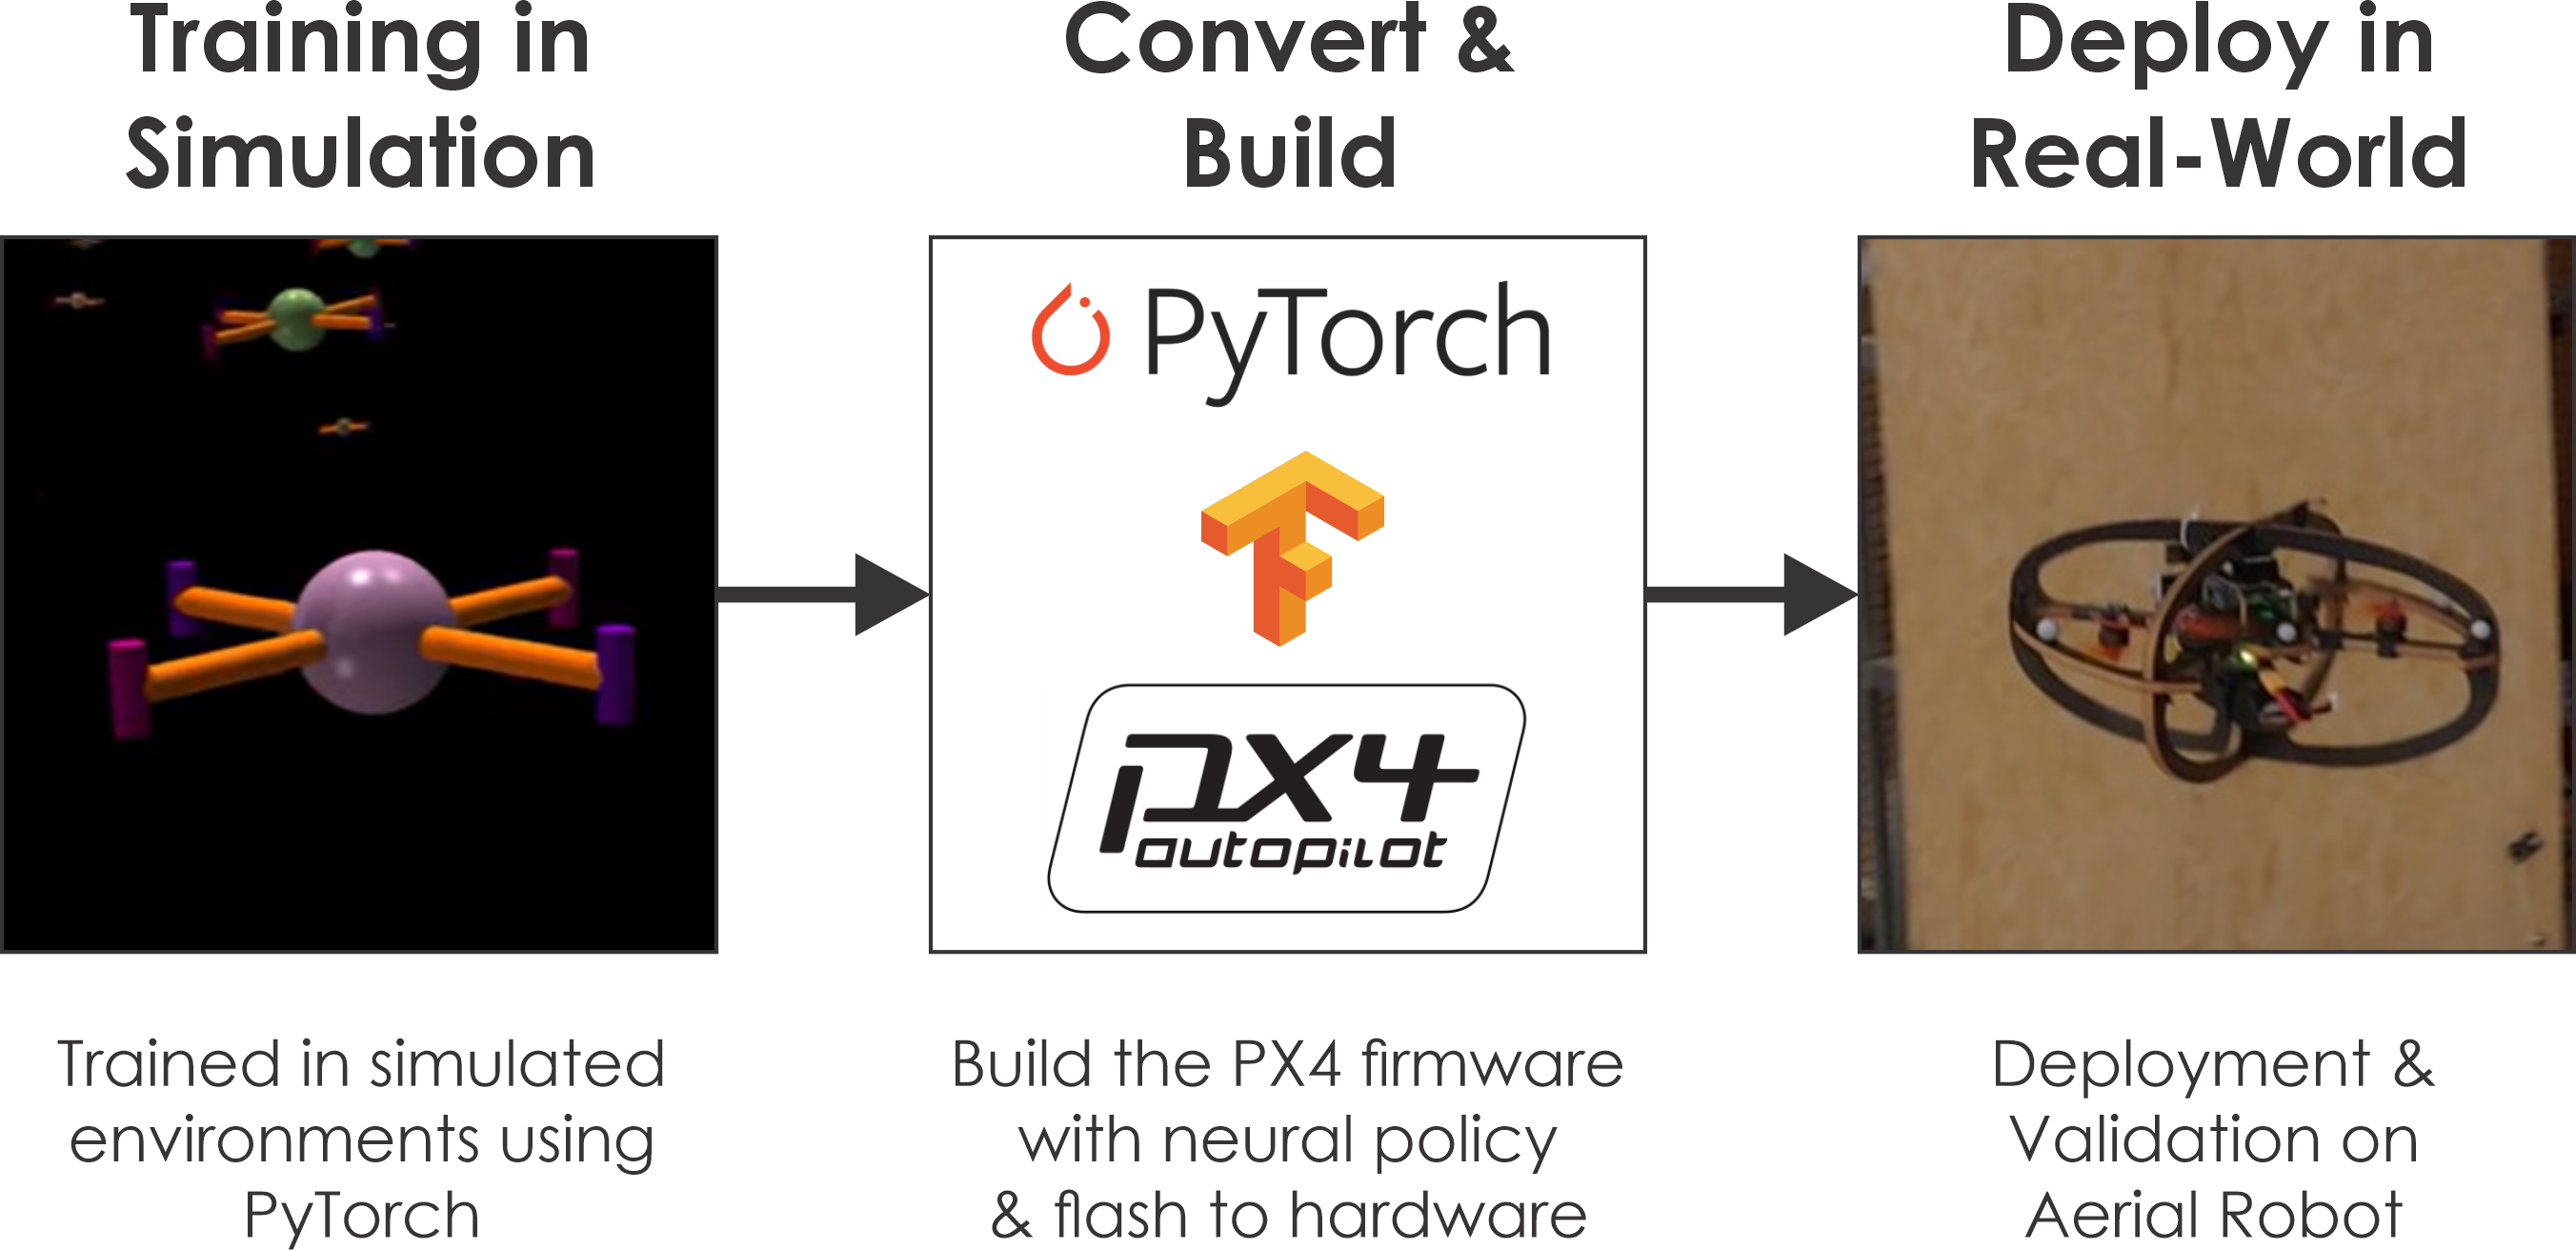 Training in
Simulation
Convert &
Build
Deploy in
Real-World
PyTorch
px4
autopilot
Trained in simulated
environments using
PyTorch
Build the PX4 firmware
with neural policy
& flash to hardware
Deployment &
Validation on
Aerial Robot